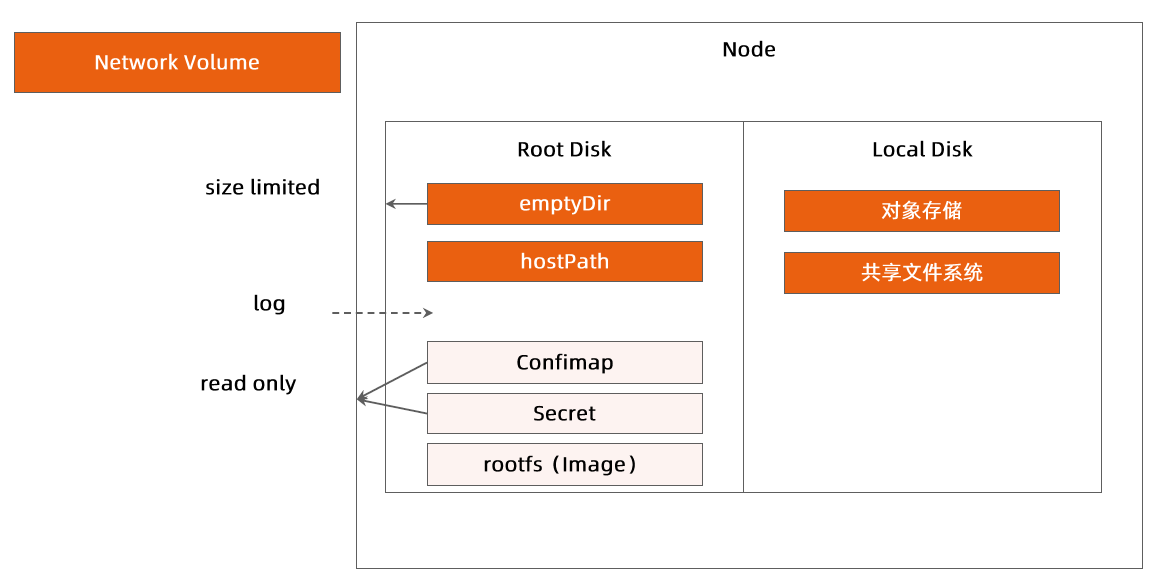 Network Volume
Node
Root Disk
Local Disk
size limited
emptyDir
对象存储
hostPath
共享文件系统
log
Confimap
read only
Secret
rootfs（Image）